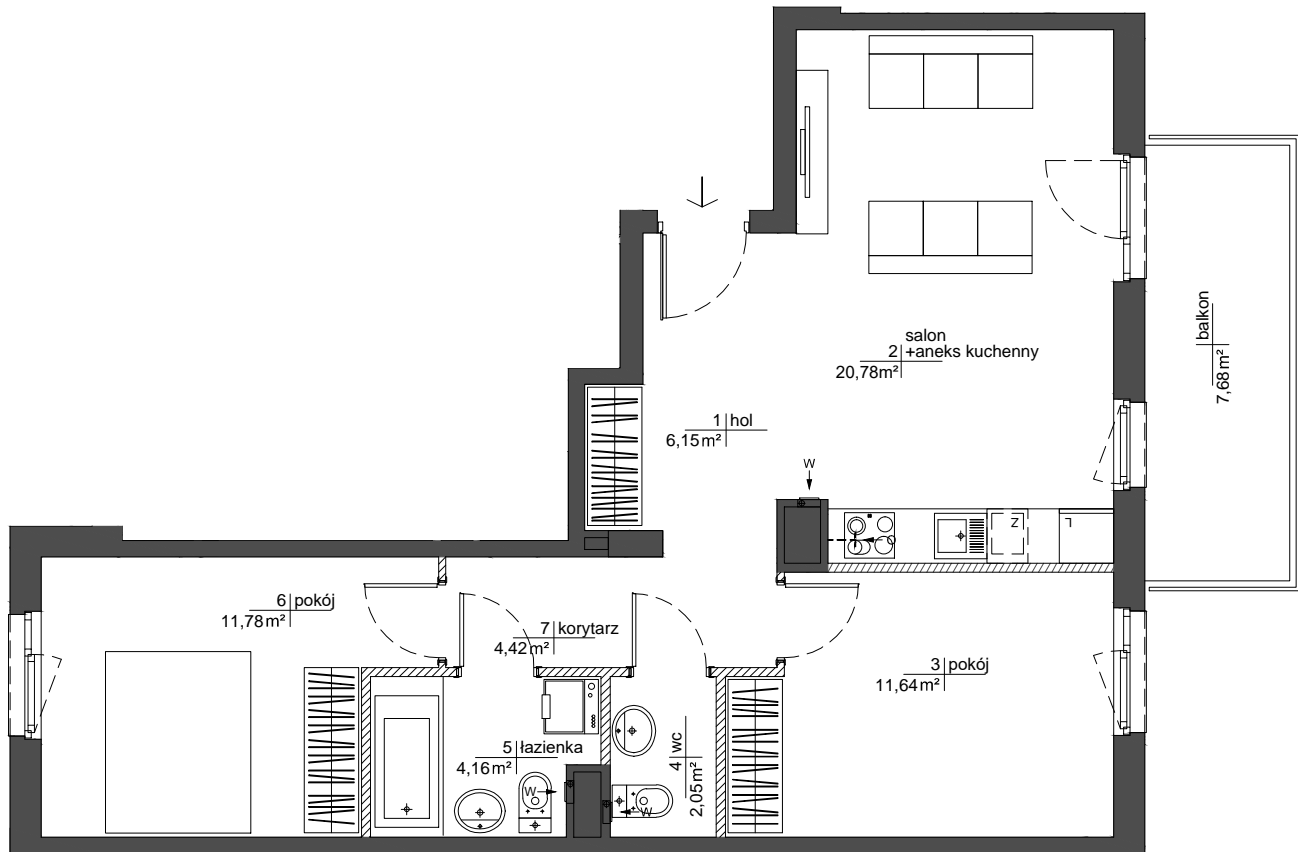 salon
2 +aneks kuchenny
20,78m²
balkon
7,68m²
1 hol
6,15m²
W
Z
L
6 pokój
11,78m²
7 korytarz
4,42m²
3 pokój
11,64m²
5 łazienka
4,16m²
4 wc
2,05m²
W
W